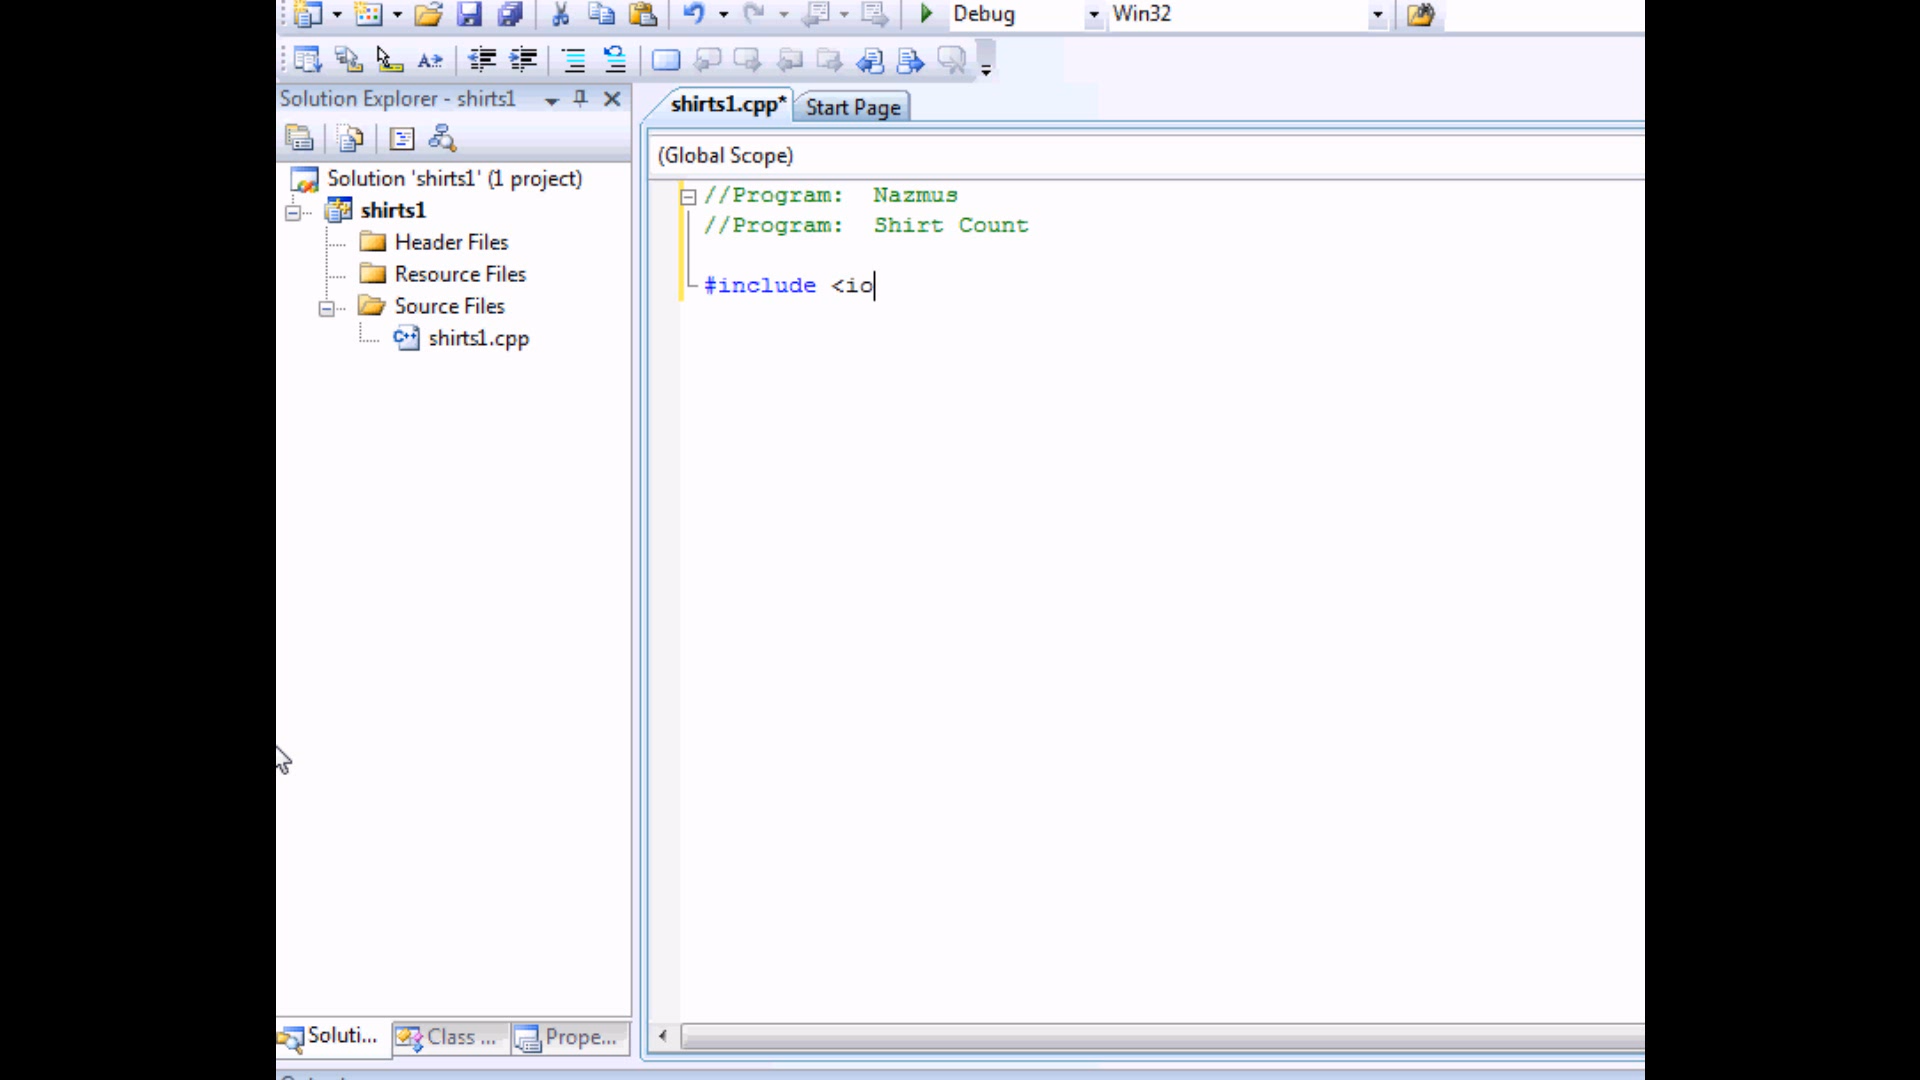 Debug Win32
Solution Explorer - shirts1
shirts1.cpp* Start Page
(Global Scope)
Solution 'shirts1' (1 project)
shirts1
Header Files
Resource Files
Source Files
shirts1.cpp
//Program:  Nazmus
//Program:  Shirt Count
#include <io
Soluti... Class ... Prope...